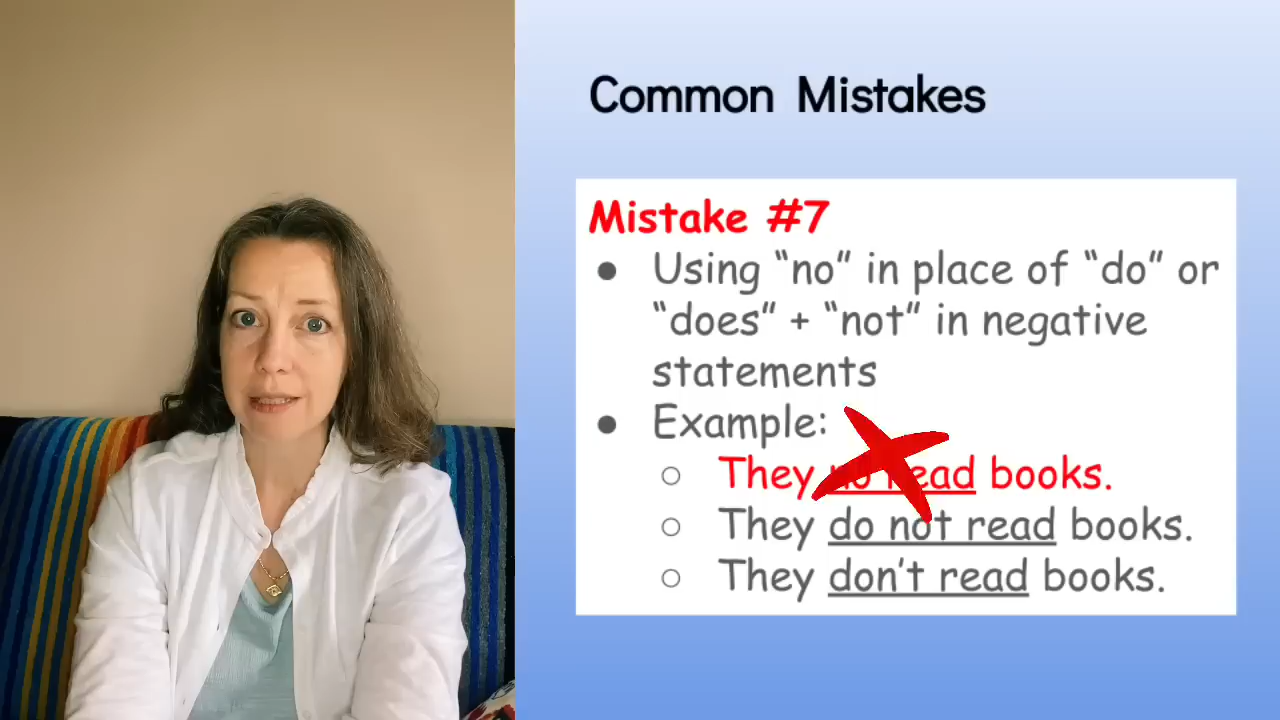 Common Mistakes
Mistake #7
● Using “no” in place of “do” or
“does” + “not” in negative
statements
● Example:
○ They no read books.
○ They do not read books.
○ They don’t read books.